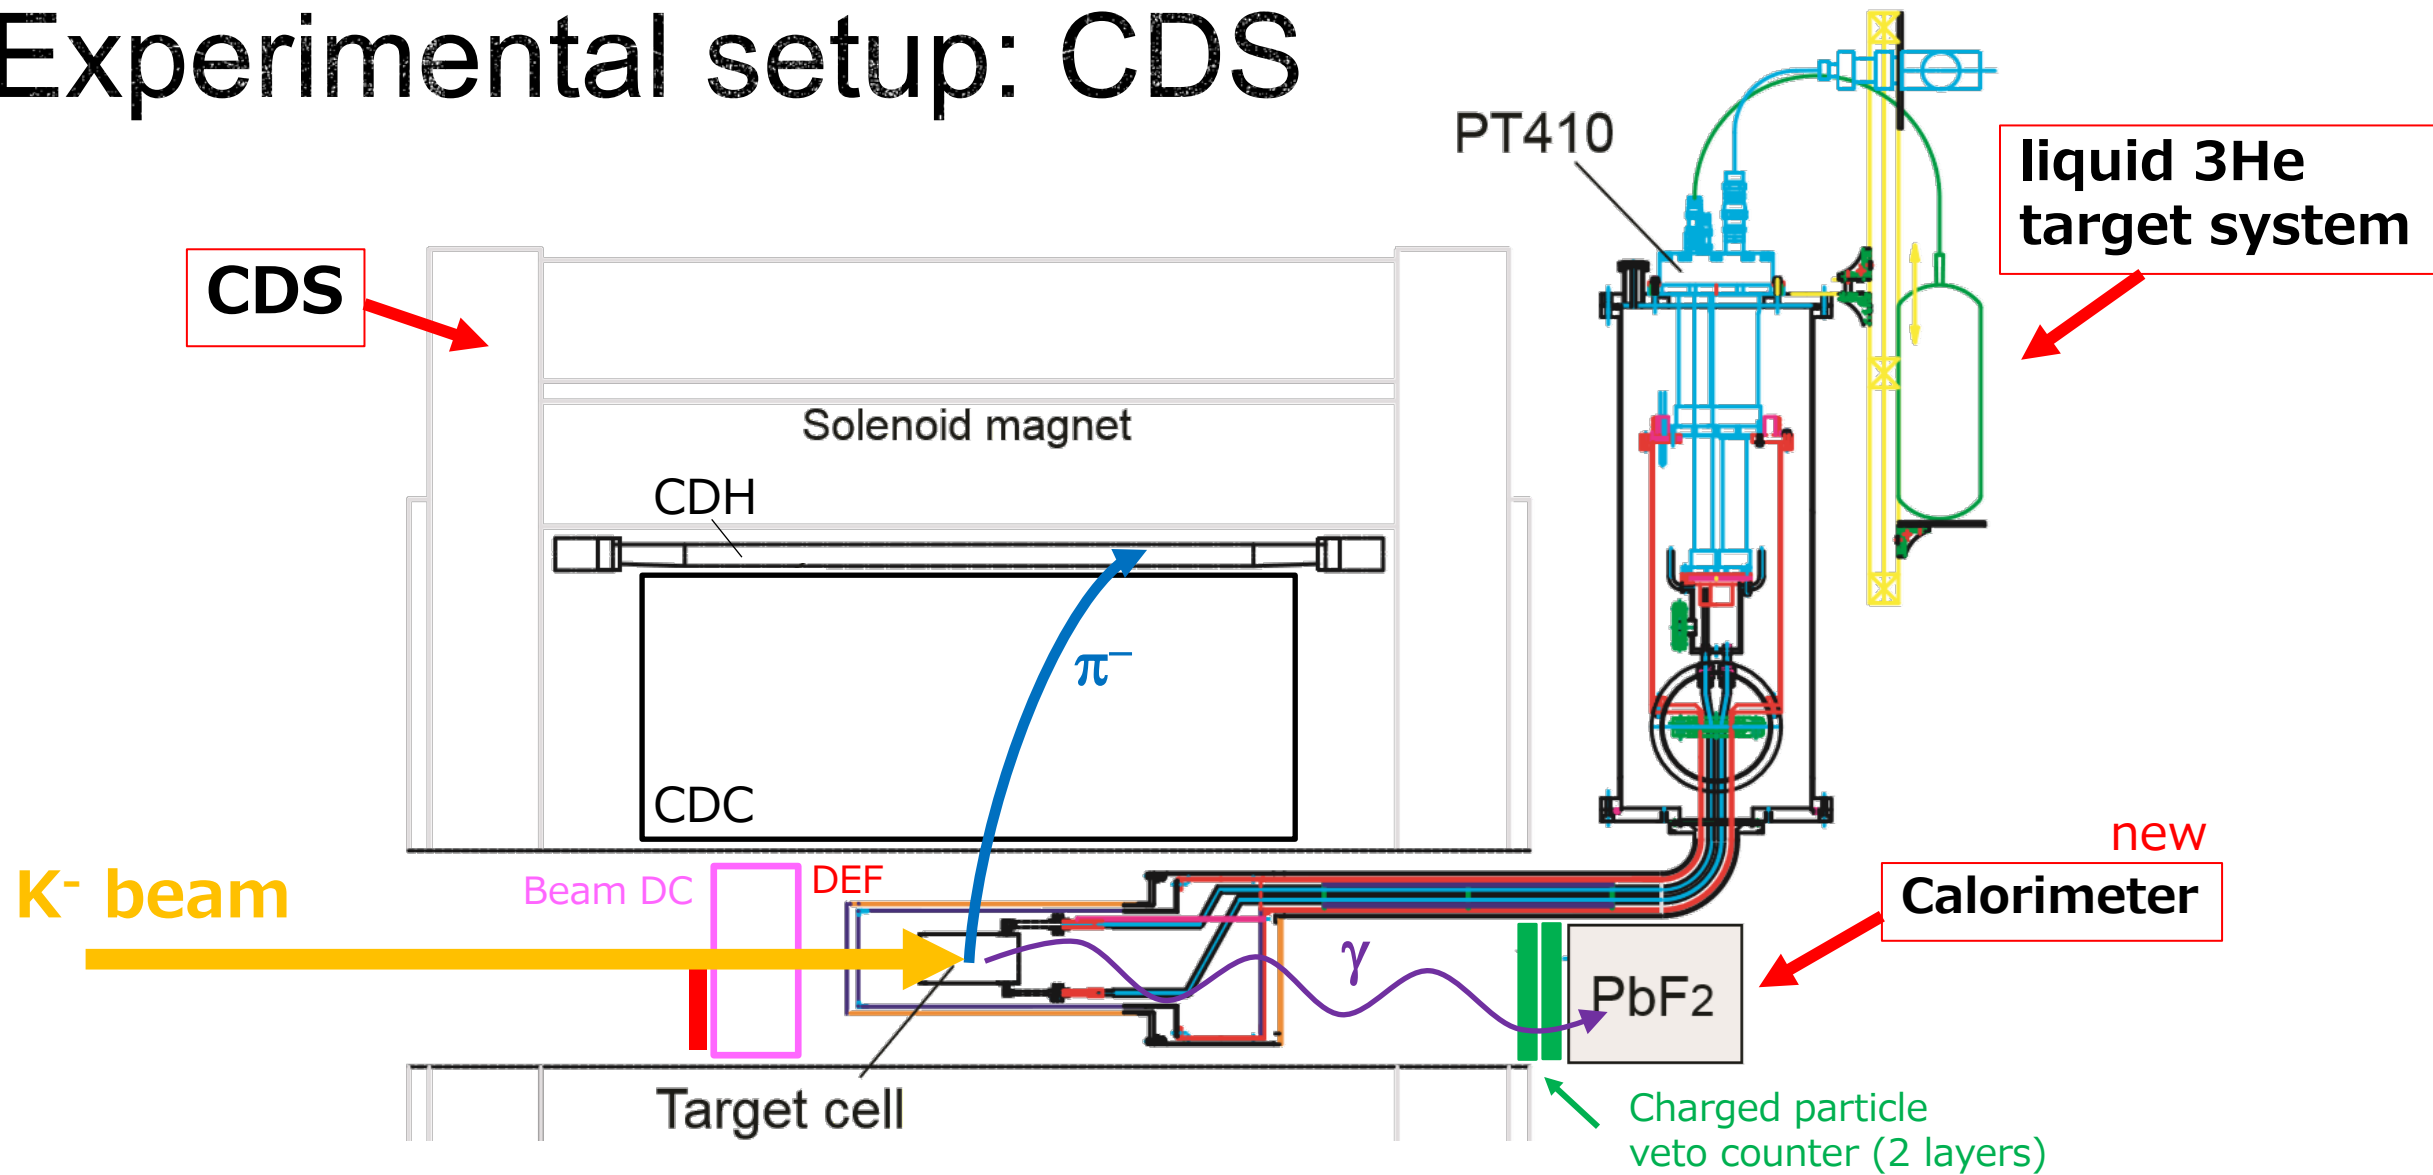 Experimental setup: CDS
PT410
liquid 3He
target system
CDS
Solenoid magnet
CDH
π⁻
CDC
new
Calorimeter
K⁻ beam
Beam DC
DEF
γ
PbF2
Target cell
Charged particle
veto counter (2 layers)